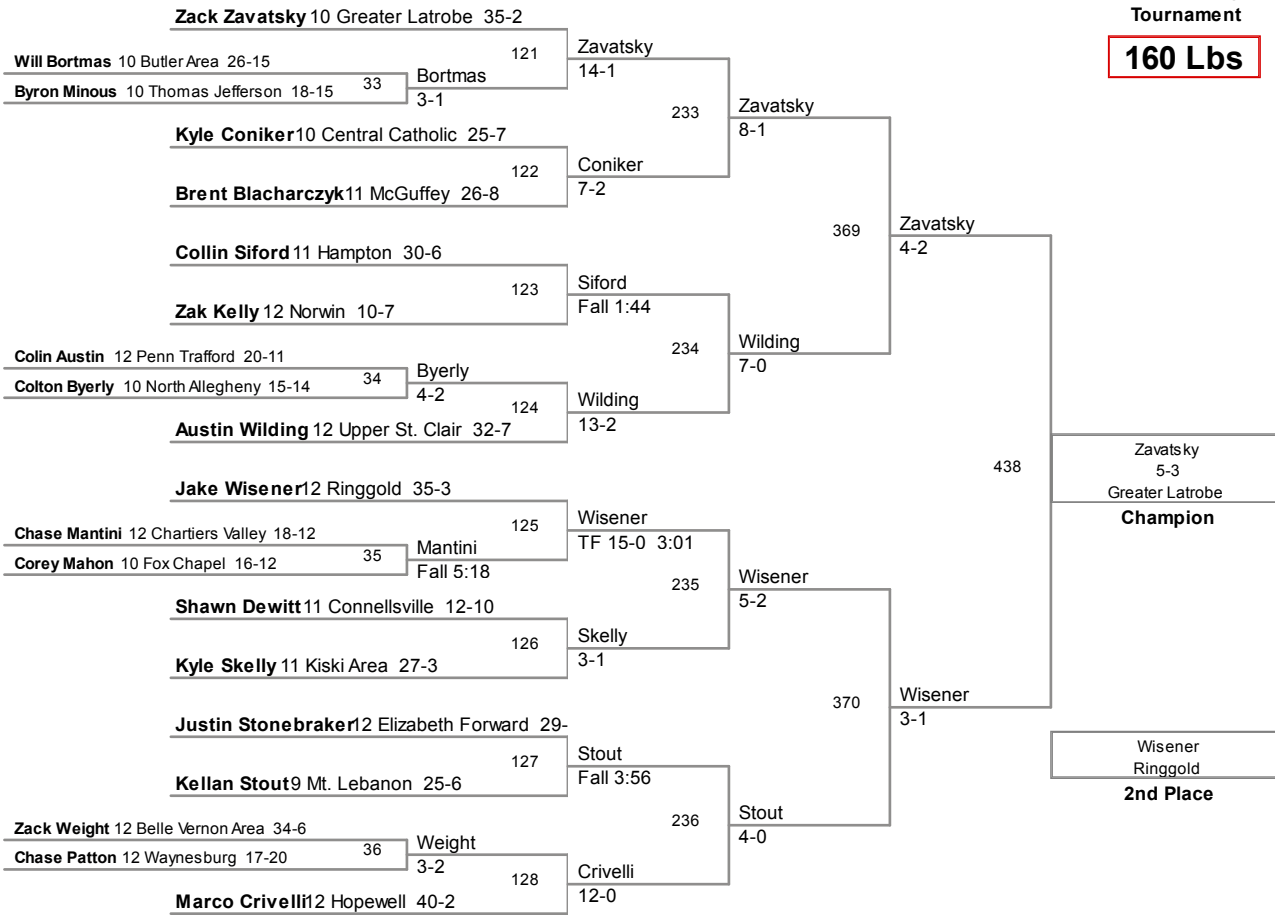 Tournament
160 Lbs
Zack Zavatsky 10 Greater Latrobe 35-2
121
Zavatsky
14-1
Will Bortmas 10 Butler Area 26-15
33
Byron Minous 10 Thomas Jefferson 18-15
Bortmas
3-1
233
Zavatsky
8-1
Kyle Coniker 10 Central Catholic 25-7
122
Coniker
7-2
Brent Blacharczyk 11 McGuffey 26-8
369
Zavatsky
4-2
Collin Siford 11 Hampton 30-6
123
Siford
Fall 1:44
Zak Kelly 12 Norwin 10-7
234
Wilding
7-0
Colin Austin 12 Penn Trafford 20-11
34
Colton Byerly 10 North Allegheny 15-14
Byerly
4-2
124
Wilding
13-2
Austin Wilding 12 Upper St. Clair 32-7
438
Zavatsky
5-3
Greater Latrobe
Champion
Jake Wisener 12 Ringgold 35-3
125
Wisener
TF 15-0 3:01
Chase Mantini 12 Chartiers Valley 18-12
35
Corey Mahon 10 Fox Chapel 16-12
Mantini
Fall 5:18
235
Wisener
5-2
Shawn Dewitt 11 Connellsville 12-10
126
Skelly
3-1
Kyle Skelly 11 Kiski Area 27-3
370
Wisener
3-1
Justin Stonebraker 12 Elizabeth Forward 29-
127
Stout
Fall 3:56
Kellan Stout 9 Mt. Lebanon 25-6
236
Stout
4-0
Wisener
Ringgold
2nd Place
Zack Weight 12 Belle Vernon Area 34-6
36
Chase Patton 12 Waynesburg 17-20
Weight
3-2
128
Crivelli
12-0
Marco Crivelli 12 Hopewell 40-2